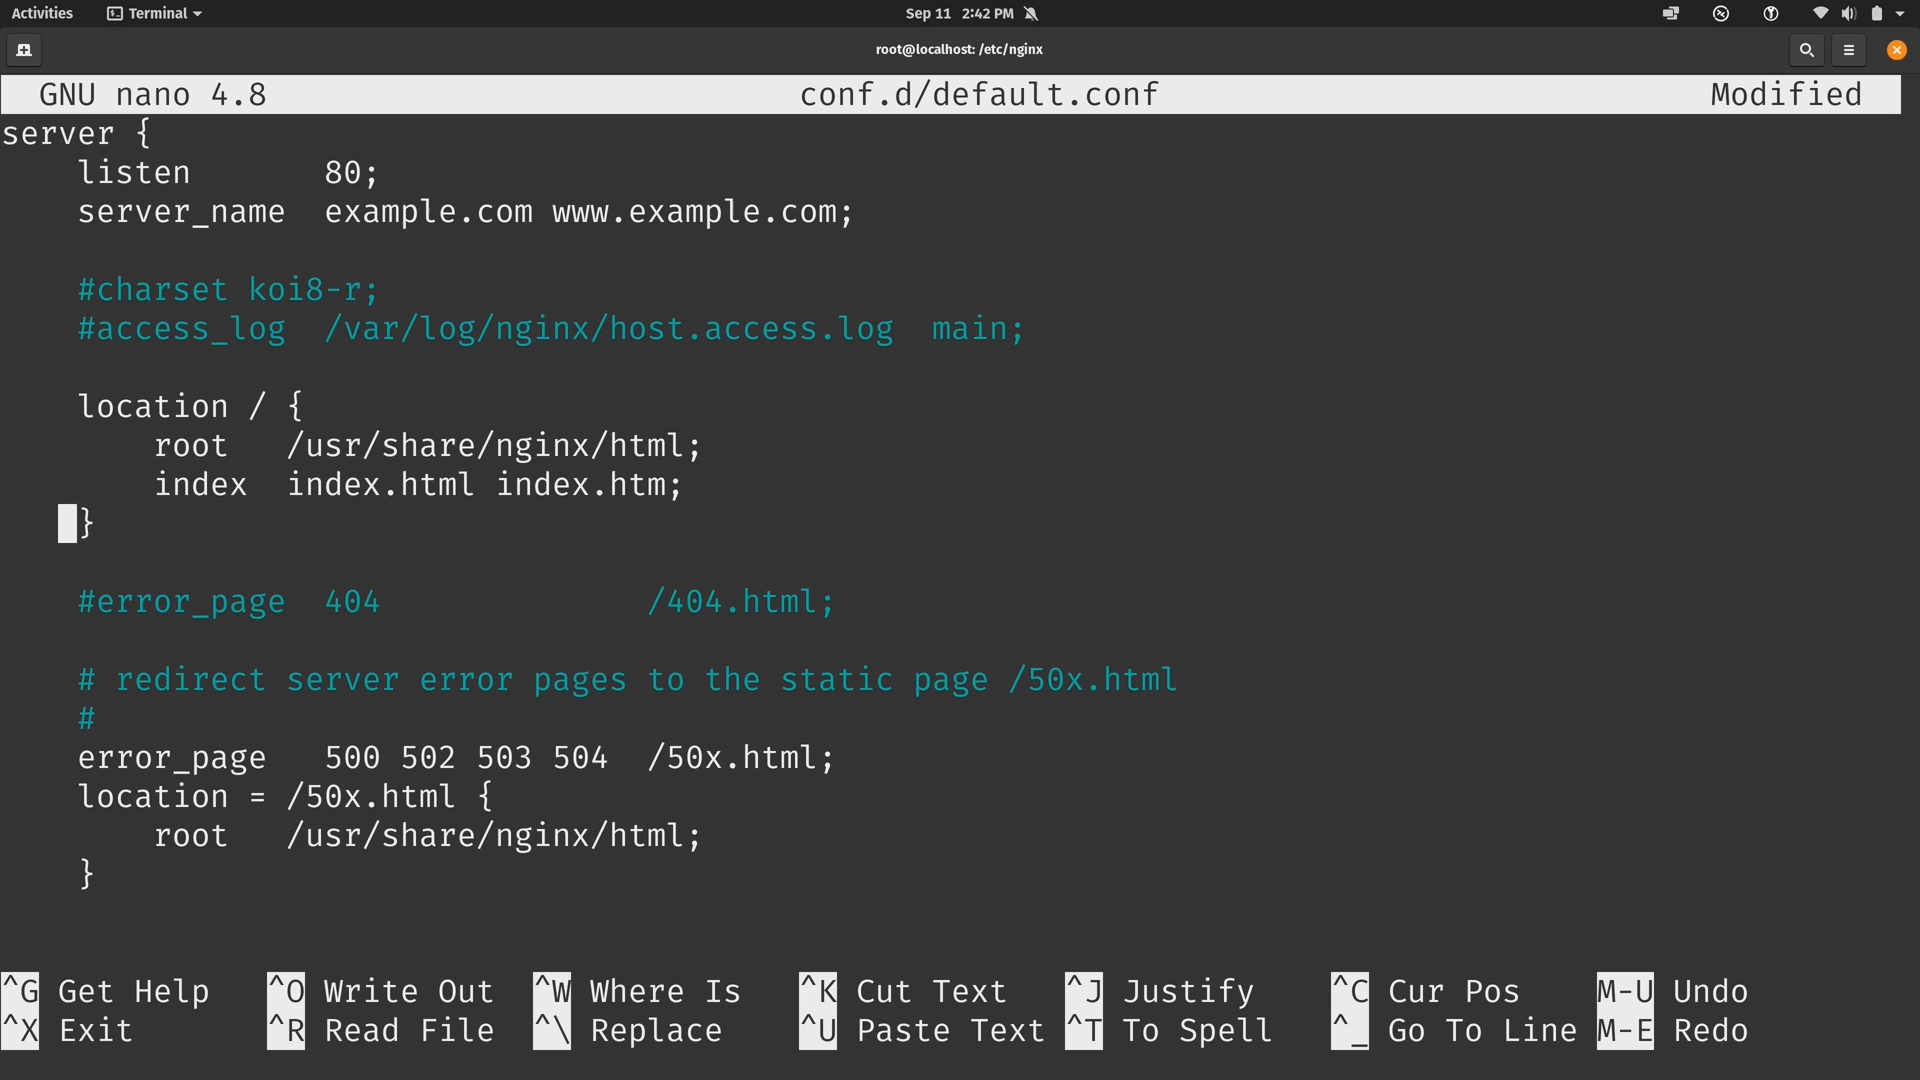 Activities Terminal Sep 11 2:42 PM
root@localhost: /etc/nginx
GNU nano 4.8 conf.d/default.conf Modified
server {
    listen       80;
    server_name  example.com www.example.com;
    #charset koi8-r;
    #access_log  /var/log/nginx/host.access.log  main;
    location / {
        root   /usr/share/nginx/html;
        index  index.html index.htm;
    }
    #error_page  404              /404.html;
    # redirect server error pages to the static page /50x.html
    #
    error_page   500 502 503 504  /50x.html;
    location = /50x.html {
        root   /usr/share/nginx/html;
    }
^G Get Help ^O Write Out ^W Where Is ^K Cut Text ^J Justify ^C Cur Pos M-U Undo
^X Exit ^R Read File ^\ Replace ^U Paste Text ^T To Spell ^_ Go To Line M-E Redo